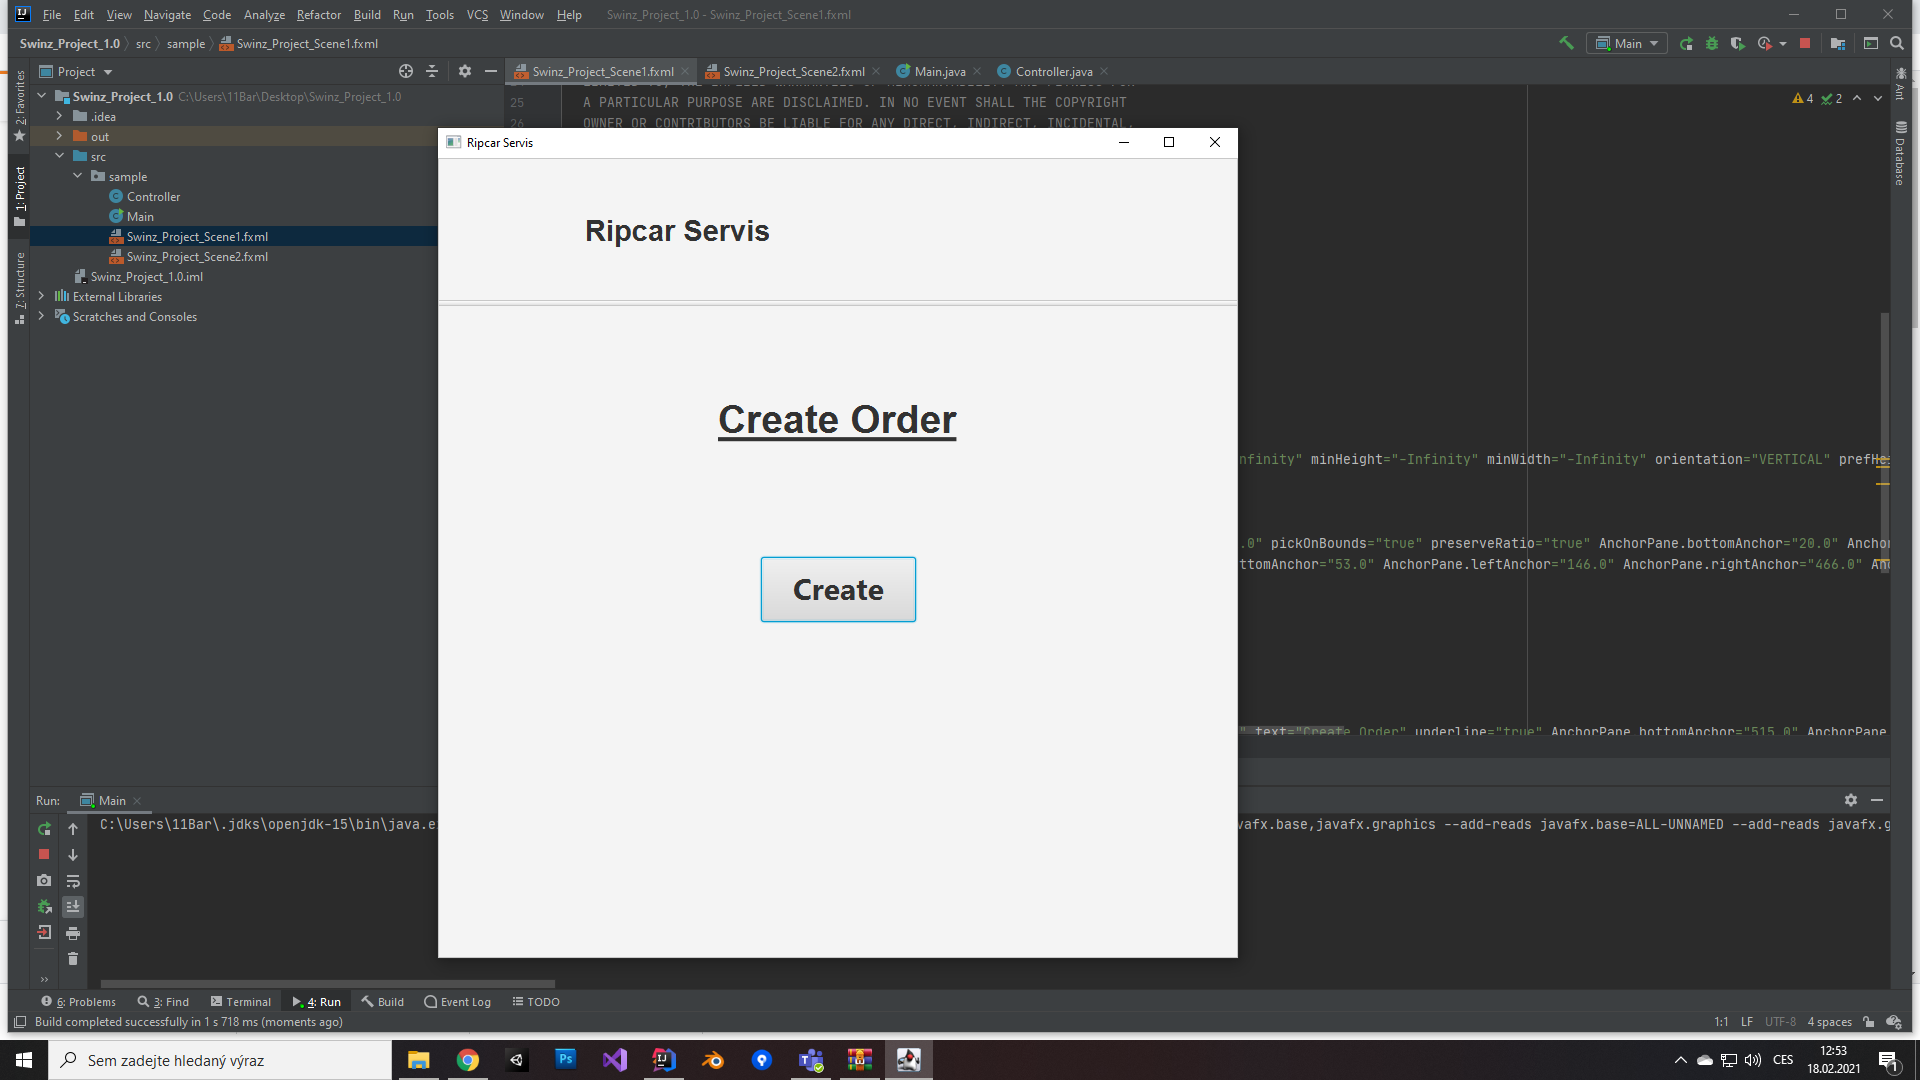 File Edit View Navigate Code Analyze Refactor Build Run Tools VCS Window Help Swinz_Project_1.0 - Swinz_Project_Scene1.fxml
Swinz_Project_1.0 src sample Swinz_Project_Scene1.fxml Main
Project Swinz_Project_Scene1.fxml Swinz_Project_Scene2.fxml Main.java Controller.java
2: Favorites
1: Project
7: Structure
Ant
Database
Swinz_Project_1.0 C:\Users\11Bar\Desktop\Swinz_Project_1.0
.idea
out
src
sample
Controller
Main
Swinz_Project_Scene1.fxml
Swinz_Project_Scene2.fxml
Swinz_Project_1.0.iml
External Libraries
Scratches and Consoles
25 A PARTICULAR PURPOSE ARE DISCLAIMED. IN NO EVENT SHALL THE COPYRIGHT
26 OWNER OR CONTRIBUTORS BE LIABLE FOR ANY DIRECT, INDIRECT, INCIDENTAL,
4 2
Ripcar Servis
Ripcar Servis
Create Order
Create
nfinity" minHeight="-Infinity" minWidth="-Infinity" orientation="VERTICAL" prefHe
.0" pickOnBounds="true" preserveRatio="true" AnchorPane.bottomAnchor="20.0" Ancho
ttomAnchor="53.0" AnchorPane.leftAnchor="146.0" AnchorPane.rightAnchor="466.0" Anc
" text="Create Order" underline="true" AnchorPane.bottomAnchor="515.0" AnchorPane
Run: Main
C:\Users\11Bar\.jdks\openjdk-15\bin\java.e
vafx.base,javafx.graphics --add-reads javafx.base=ALL-UNNAMED --add-reads javafx.g
6: Problems 3: Find Terminal 4: Run Build Event Log TODO
Build completed successfully in 1 s 718 ms (moments ago) 1:1 LF UTF-8 4 spaces
Sem zadejte hledaný výraz
CES
12:53
18.02.2021
1